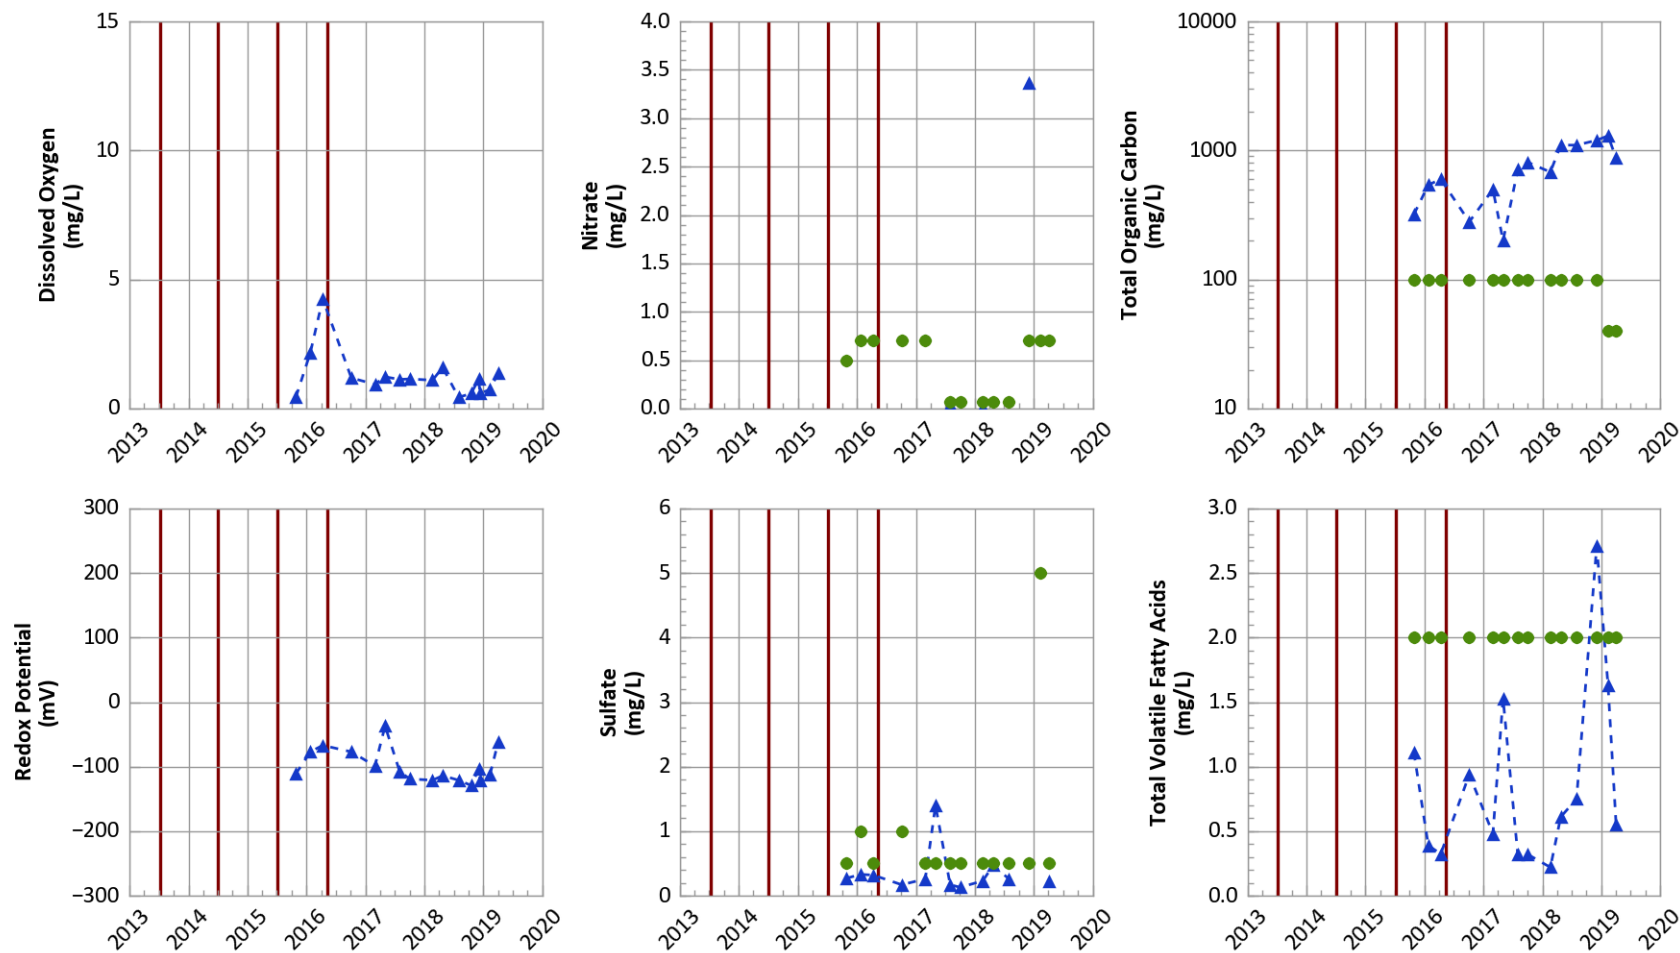 Dissolved Oxygen
(mg/L)
15
10
5
0
2013 2014 2015 2016 2017 2018 2019 2020
Nitrate
(mg/L)
4.0
3.5
3.0
2.5
2.0
1.5
1.0
0.5
0.0
2013 2014 2015 2016 2017 2018 2019 2020
Total Organic Carbon
(mg/L)
10000
1000
100
10
2013 2014 2015 2016 2017 2018 2019 2020
Redox Potential
(mV)
300
200
100
0
−100
−200
−300
2013 2014 2015 2016 2017 2018 2019 2020
Sulfate
(mg/L)
6
5
4
3
2
1
0
2013 2014 2015 2016 2017 2018 2019 2020
Total Volatile Fatty Acids
(mg/L)
3.0
2.5
2.0
1.5
1.0
0.5
0.0
2013 2014 2015 2016 2017 2018 2019 2020